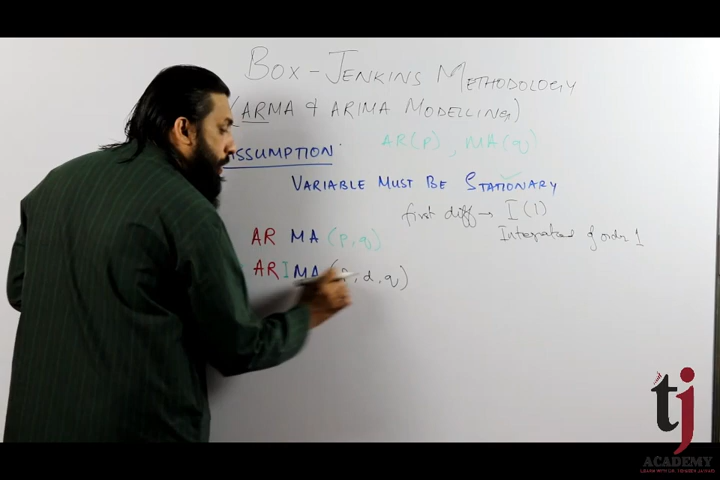 BOX-JENKINS METHODOLOGY
(ARMA & ARIMA MODELLING)
ASSUMPTION: AR(p), MA(q)
VARIABLE MUST BE STATIONARY
first diff → I(1)
Integrated of order 1
AR MA (p,q)
ARIMA (p,d,q)
tj
ACADEMY